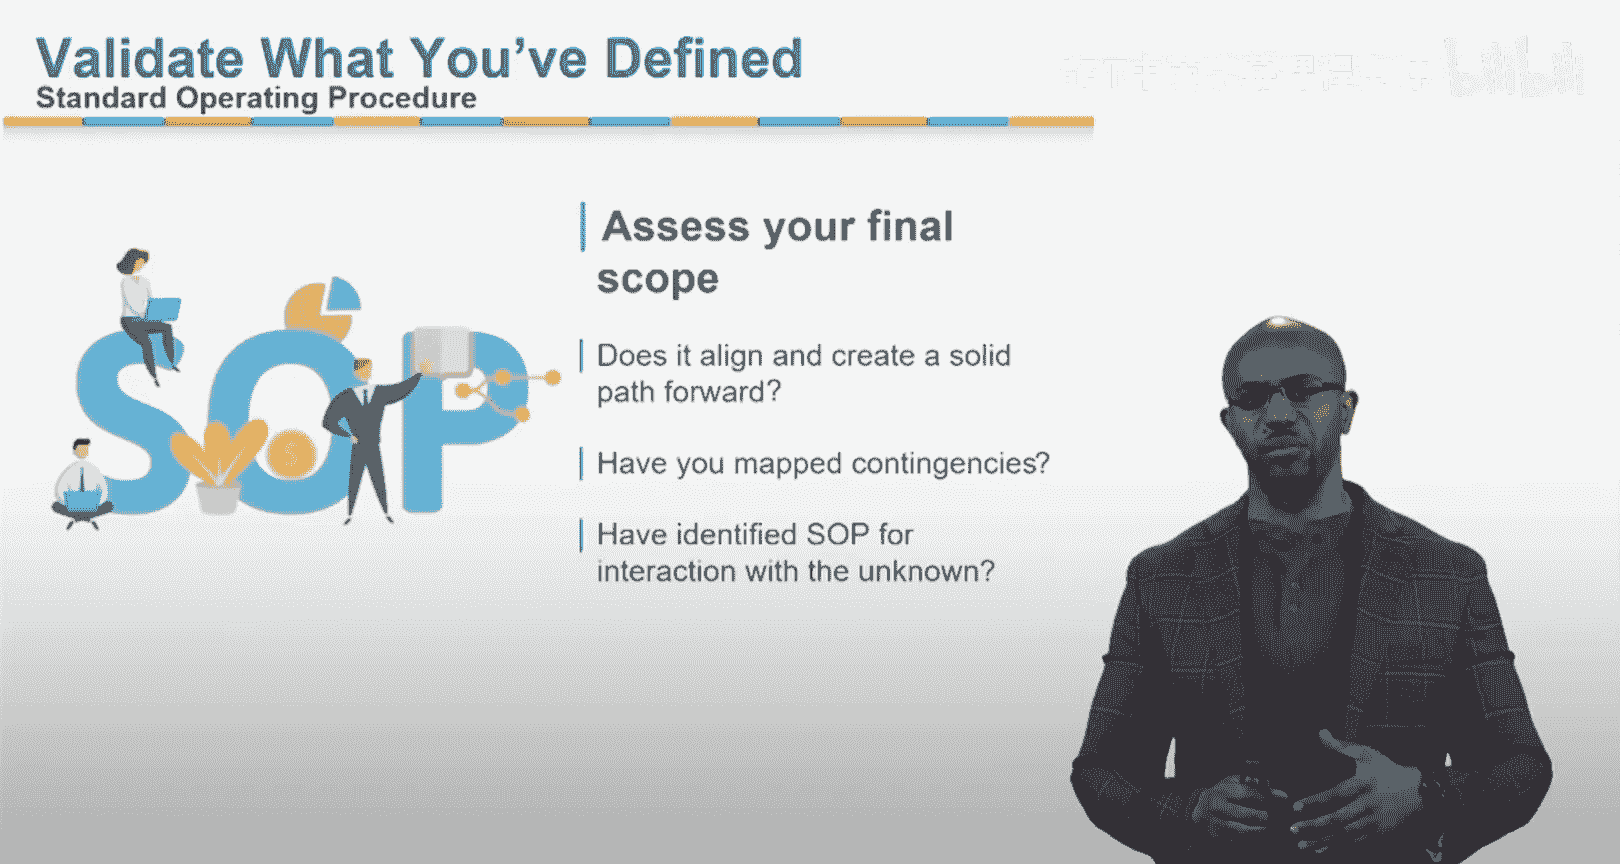 Validate What You've Defined
Standard Operating Procedure
bilibili
Assess your final
scope
SOP
Does it align and create a solid
path forward?
Have you mapped contingencies?
Have identified SOP for
interaction with the unknown?